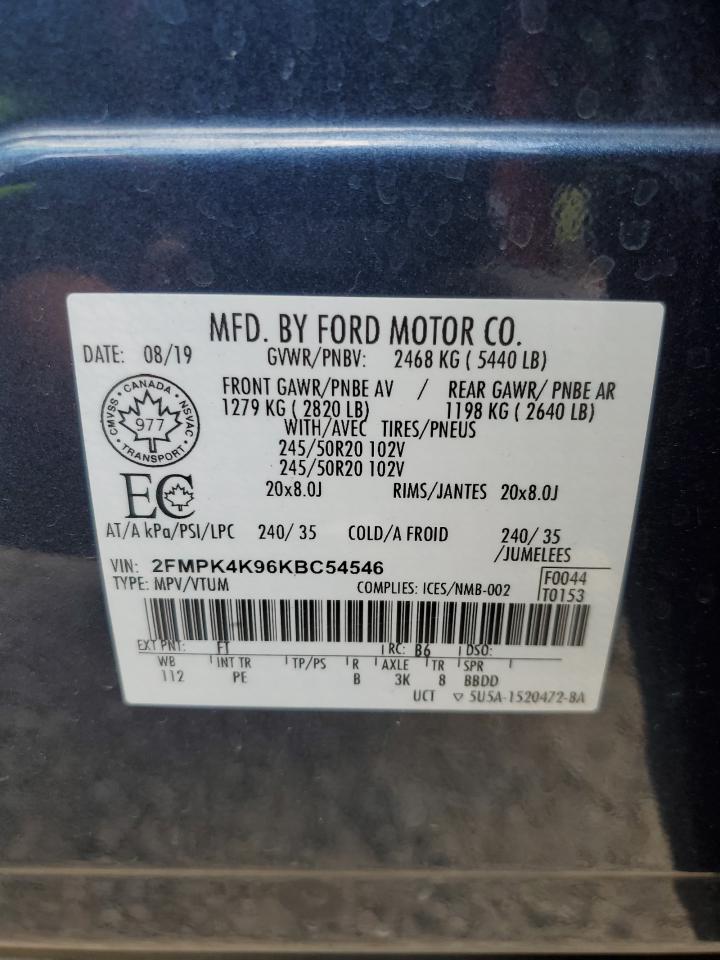 MFD. BY FORD MOTOR CO.
DATE: 08/19 GVWR/PNBV: 2468 KG ( 5440 LB)
FRONT GAWR/PNBE AV / REAR GAWR/ PNBE AR
1279 KG ( 2820 LB) 1198 KG ( 2640 LB)
WITH/AVEC TIRES/PNEUS
245/50R20 102V
245/50R20 102V
CANADA
CMVSS · NSVAC
977
TRANSPORT
EC
20x8.0J RIMS/JANTES 20x8.0J
AT/A kPa/PSI/LPC 240/ 35 COLD/A FROID 240/ 35
/JUMELEES
VIN: 2FMPK4K96KBC54546
TYPE: MPV/VTUM COMPLIES: ICES/NMB-002
F0044
T0153
EXT PNT: FT RC: B6 DSO:
WB INT TR TP/PS R AXLE TR SPR
112 PE B 3K 8 BBDD
UCT ▽ 5U5A-1520472-8A